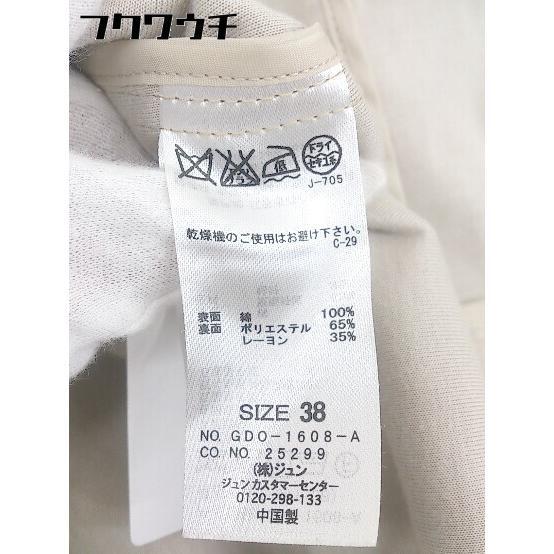 フクワウチ
低
ドライ
セキユ系
J-705
乾燥機のご使用はお避け下さい。
C-29
表面 綿 100%
裏面 ポリエステル 65%
レーヨン 35%
SIZE 38
NO. GDO-1608-A
CO. NO. 25299
(株)ジュン
ジュンカスタマーセンター
0120-298-133
中国製